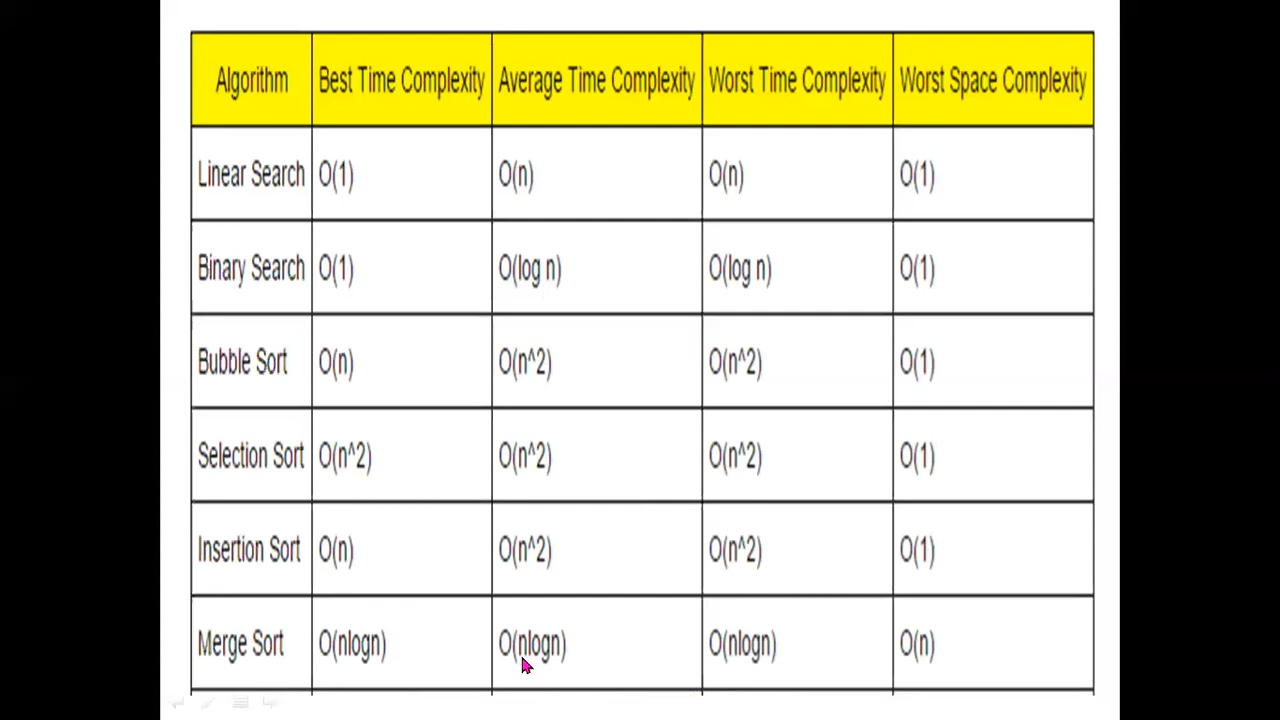 Algorithm Best Time Complexity Average Time Complexity Worst Time Complexity Worst Space Complexity
Linear Search O(1) O(n) O(n) O(1)
Binary Search O(1) O(log n) O(log n) O(1)
Bubble Sort O(n) O(n^2) O(n^2) O(1)
Selection Sort O(n^2) O(n^2) O(n^2) O(1)
Insertion Sort O(n) O(n^2) O(n^2) O(1)
Merge Sort O(nlogn) O(nlogn) O(nlogn) O(n)